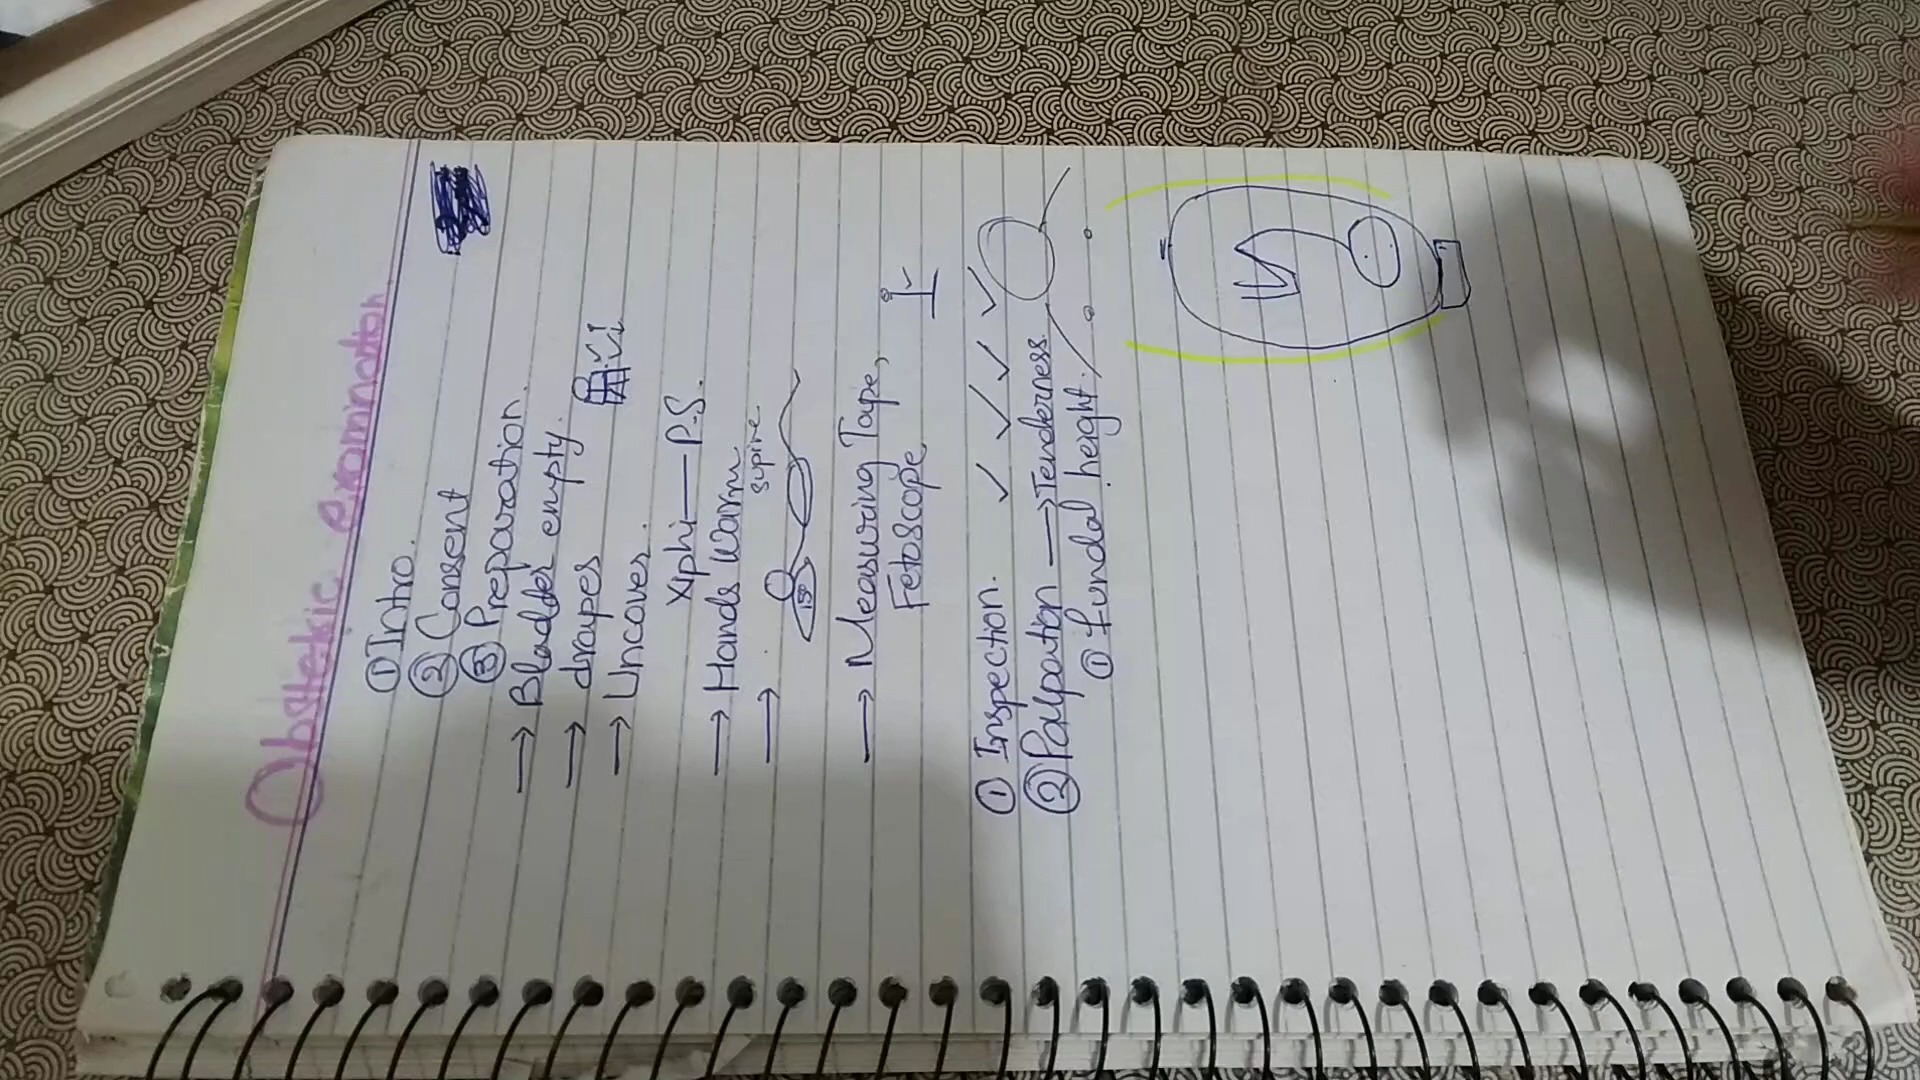 Obstetric examination
① Intro.
② Consent
③ Preparation.
→ Bladder empty.
→ drapes
→ Uncover.
Xiphi — P.S.
→ Hands Warm
→ supine
15°
→ Measuring Tape,
Fetoscope
① Inspection. ✓ ✓ ✓ ✓
② Palpation → Tenderness
① fundal height.